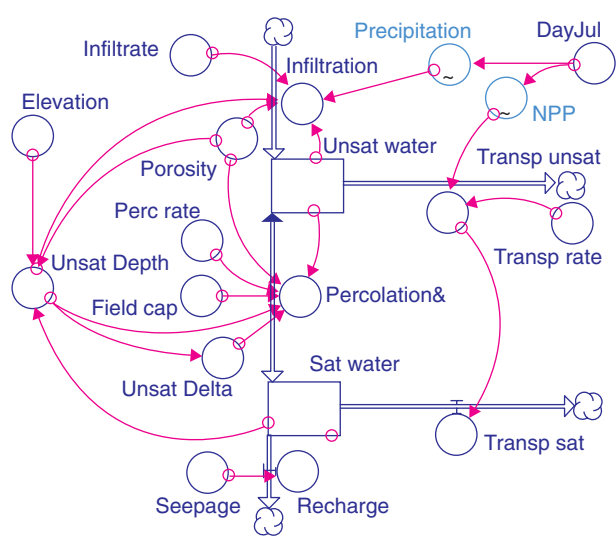 Precipitation
DayJul
Infiltrate
Infiltration
Elevation
~
~
NPP
Porosity
Unsat water
Transp unsat
Perc rate
Unsat Depth
Transp rate
Field cap
Percolation&
Unsat Delta
Sat water
Transp sat
Seepage
Recharge